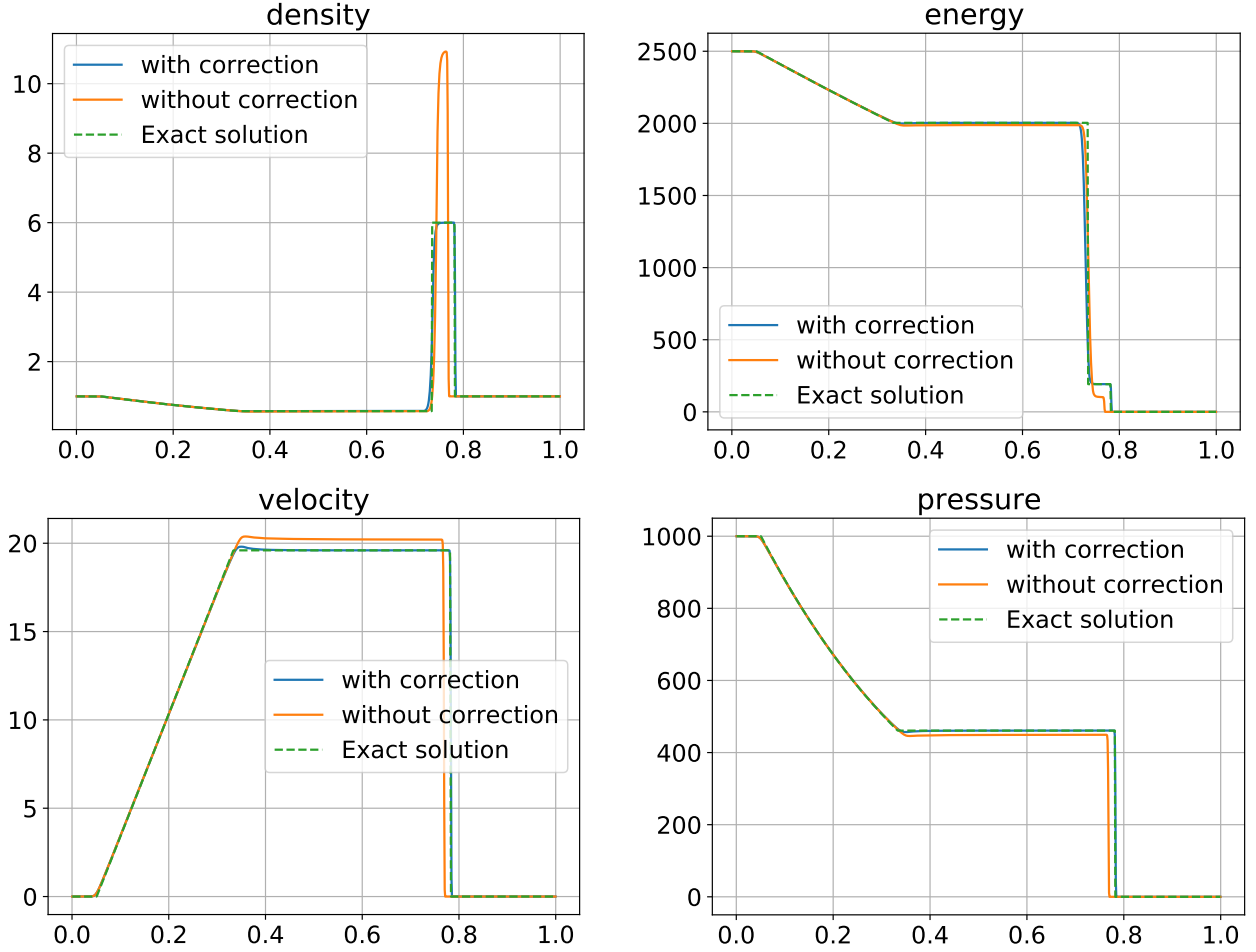 density
10
8
6
4
2
0.0 0.2 0.4 0.6 0.8 1.0
with correction
without correction
Exact solution
energy
2500
2000
1500
1000
500
0
0.0 0.2 0.4 0.6 0.8 1.0
with correction
without correction
Exact solution
velocity
20
15
10
5
0
0.0 0.2 0.4 0.6 0.8 1.0
with correction
without correction
Exact solution
pressure
1000
800
600
400
200
0
0.0 0.2 0.4 0.6 0.8 1.0
with correction
without correction
Exact solution